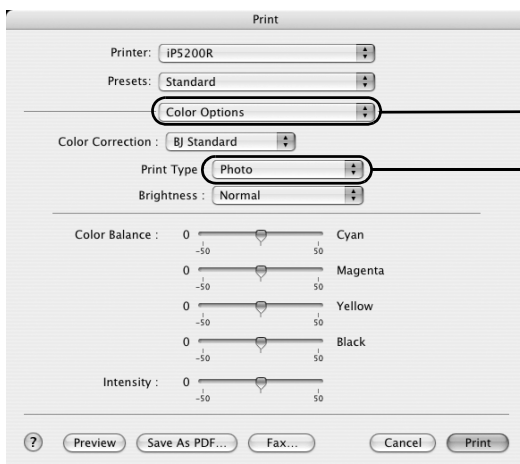 Print
Printer: iP5200R
Presets: Standard
Color Options
Color Correction : BJ Standard
Print Type Photo
Brightness : Normal
Color Balance : 0 Cyan
-50 50
0 Magenta
-50 50
0 Yellow
-50 50
0 Black
-50 50
Intensity : 0
-50 50
? Preview Save As PDF... Fax... Cancel Print